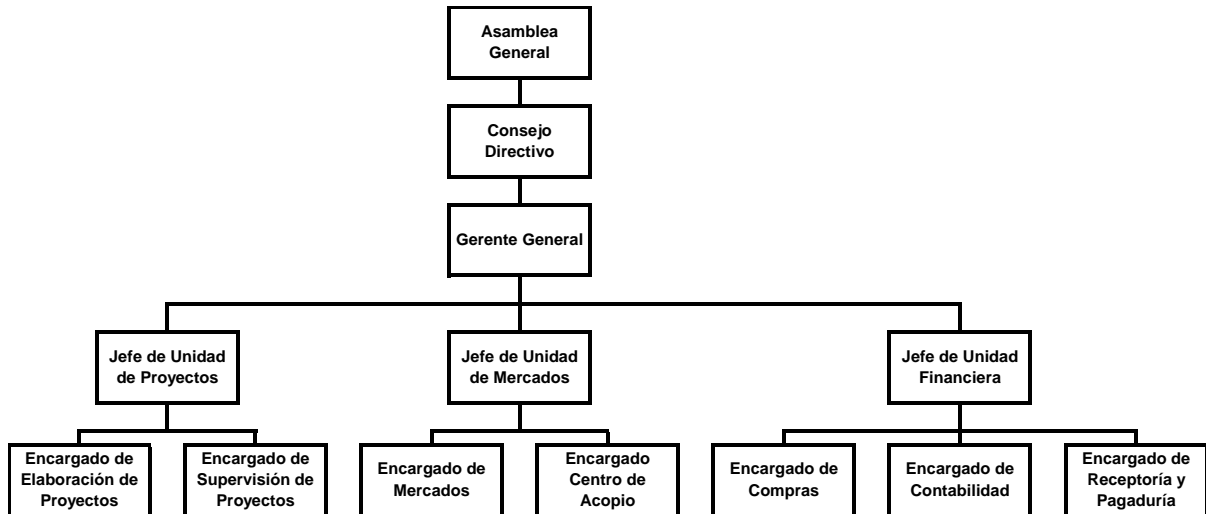 Asamblea
General
Consejo
Directivo
Gerente General
Jefe de Unidad
de Proyectos
Jefe de Unidad
de Mercados
Jefe de Unidad
Financiera
Encargado de
Elaboración de
Proyectos
Encargado de
Supervisión de
Proyectos
Encargado de
Mercados
Encargado
Centro de
Acopio
Encargado de
Compras
Encargado de
Contabilidad
Encargado de
Receptoría y
Pagaduría